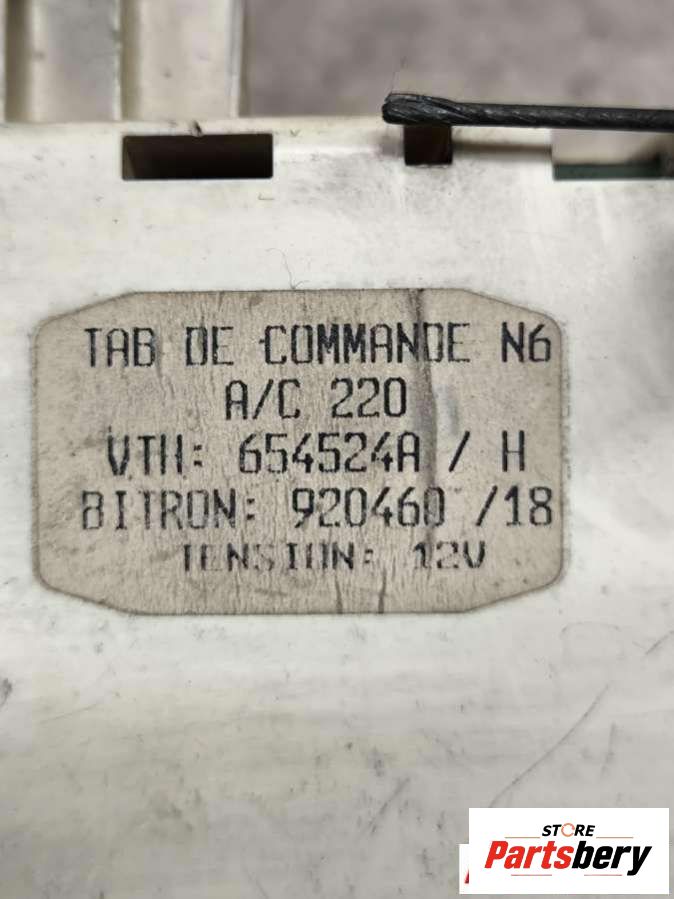 TAB DE COMMANDE N6
A/C 220
VTH: 654524A / H
BITRON: 920460 /18
TENSION: 12V
STORE
Partsbery